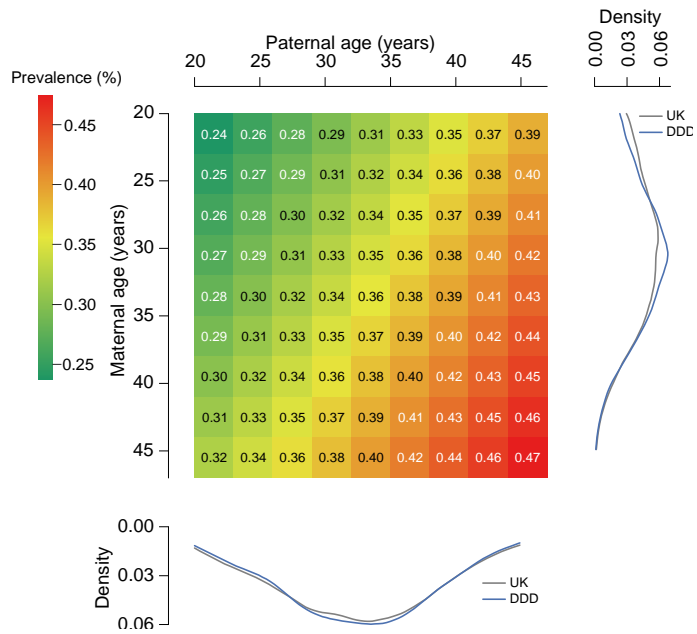 Density
0.00 0.03 0.06
UK
DDD
Paternal age (years)
20 25 30 35 40 45
Prevalence (%)
0.45
0.40
0.35
0.30
0.25
Maternal age (years)
20
25
30
35
40
45
0.24 0.26 0.28 0.29 0.31 0.33 0.35 0.37 0.39
0.25 0.27 0.29 0.31 0.32 0.34 0.36 0.38 0.40
0.26 0.28 0.30 0.32 0.34 0.35 0.37 0.39 0.41
0.27 0.29 0.31 0.33 0.35 0.36 0.38 0.40 0.42
0.28 0.30 0.32 0.34 0.36 0.38 0.39 0.41 0.43
0.29 0.31 0.33 0.35 0.37 0.39 0.40 0.42 0.44
0.30 0.32 0.34 0.36 0.38 0.40 0.42 0.43 0.45
0.31 0.33 0.35 0.37 0.39 0.41 0.43 0.45 0.46
0.32 0.34 0.36 0.38 0.40 0.42 0.44 0.46 0.47
Density
0.00
0.03
0.06
UK
DDD